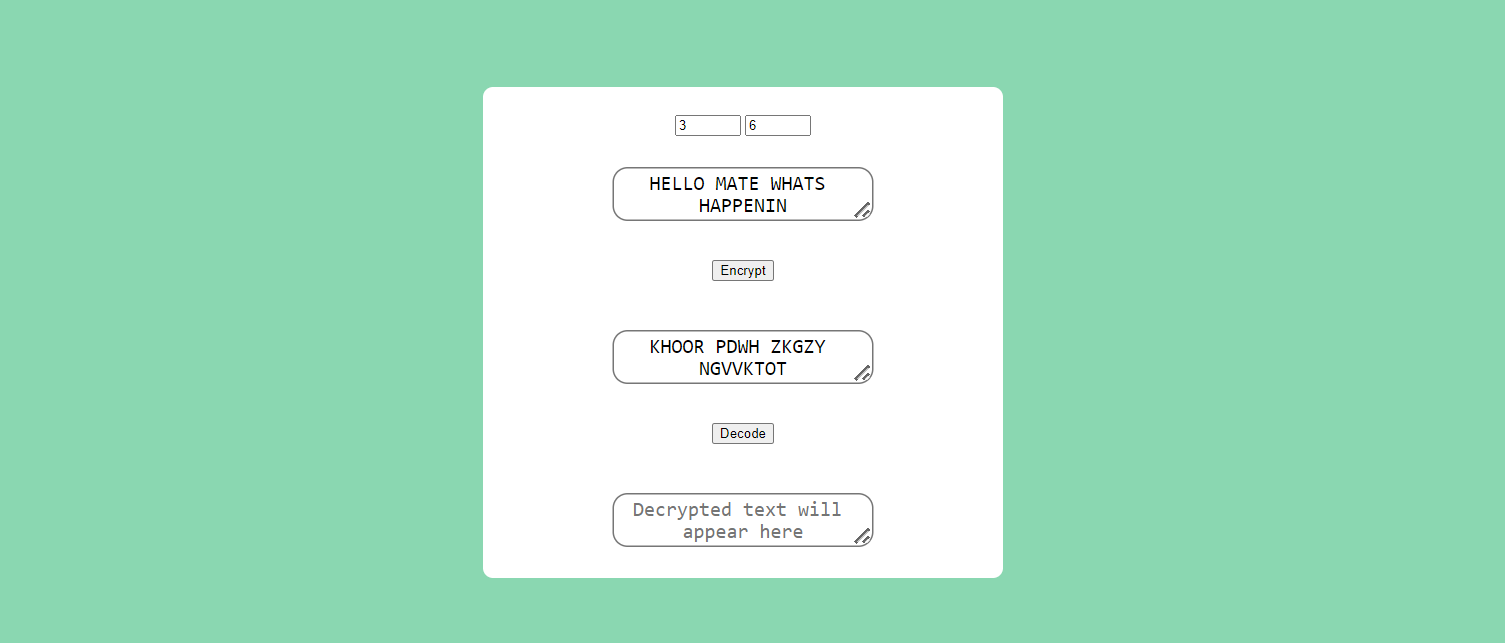 3 6
HELLO MATE WHATS
HAPPENIN
Encrypt
KHOOR PDWH ZKGZY
NGVVKTOT
Decode
Decrypted text will
appear here